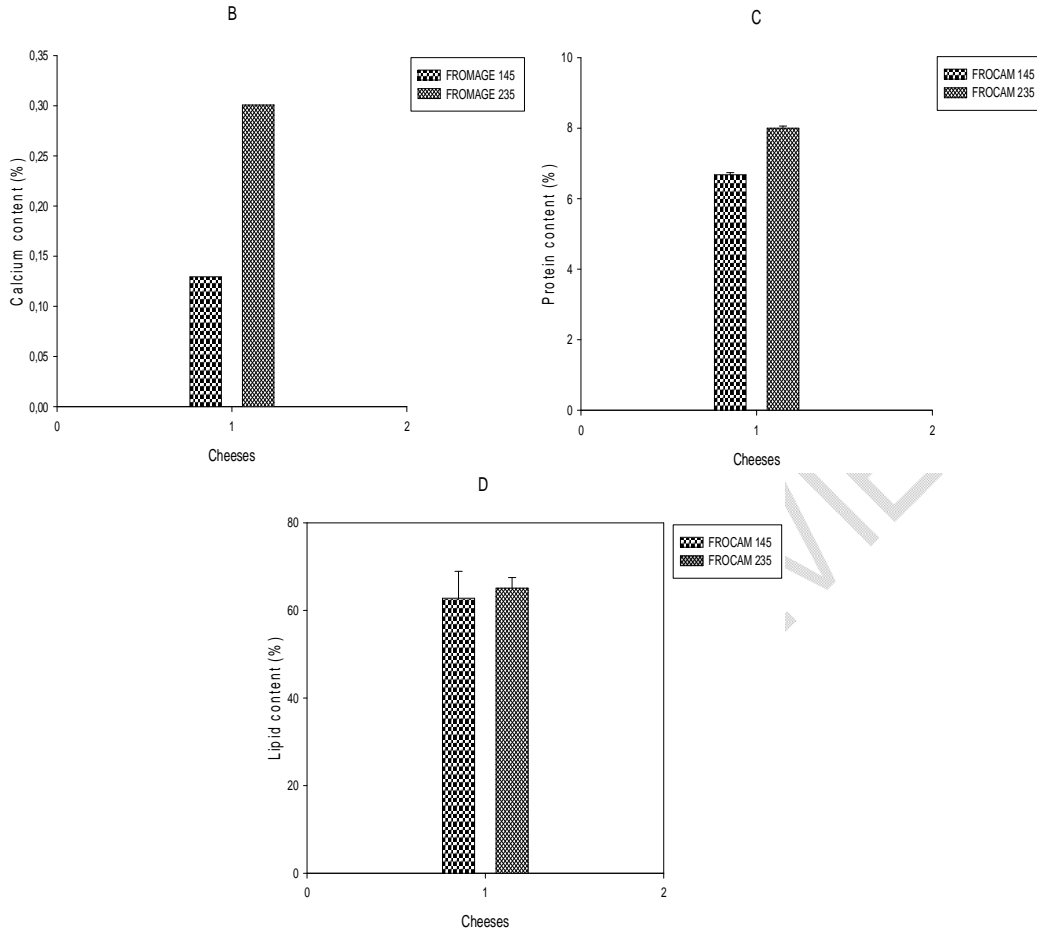 B
0,35
0,30
0,25
0,20
0,15
0,10
0,05
0,00
0
1
2
Calcium content (%)
Cheeses
FROMAGE 145
FROMAGE 235
C
10
8
6
4
2
0
0
1
2
Protein content (%)
Cheeses
FROCAM 145
FROCAM 235
D
80
60
40
20
0
0
1
2
Lipid content (%)
Cheeses
FROCAM 145
FROCAM 235